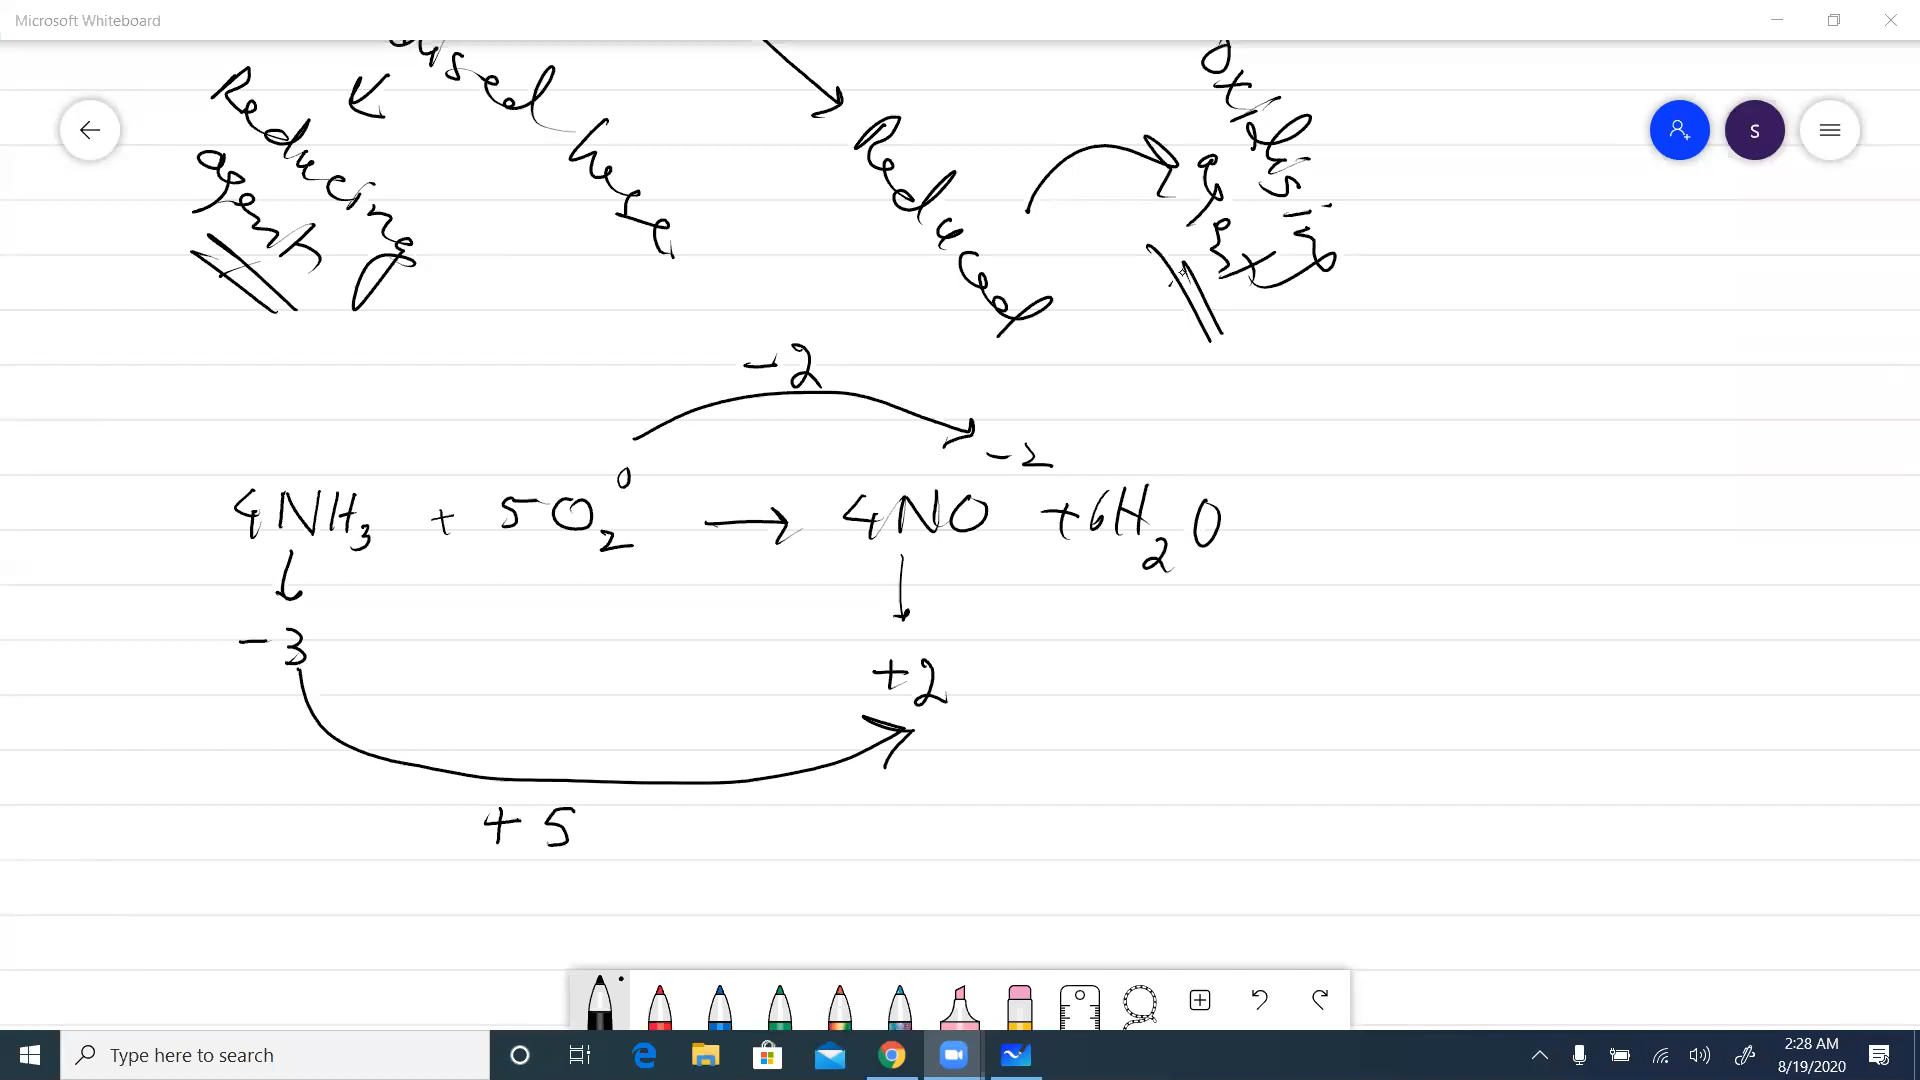 Microsoft Whiteboard
Reducing
agent
here
Reduced
Oxidising
agent
S
-2
-2
0
4NH3 + 5O2 → 4NO + 6H2O
-3
+2
+5
Type here to search
2:28 AM
8/19/2020